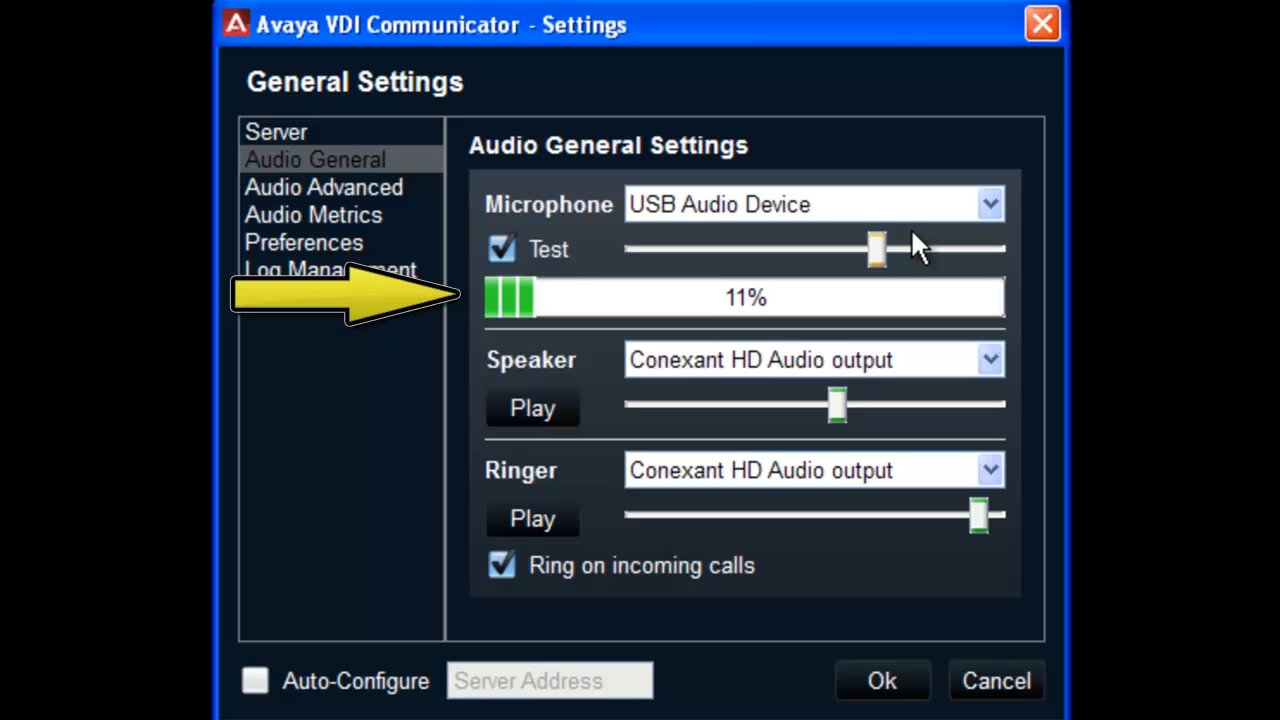 Avaya VDI Communicator - Settings
General Settings
Server
Audio General
Audio Advanced
Audio Metrics
Preferences
Log Management
Audio General Settings
Microphone USB Audio Device
Test
11%
Speaker Conexant HD Audio output
Play
Ringer Conexant HD Audio output
Play
Ring on incoming calls
Auto-Configure Server Address Ok Cancel